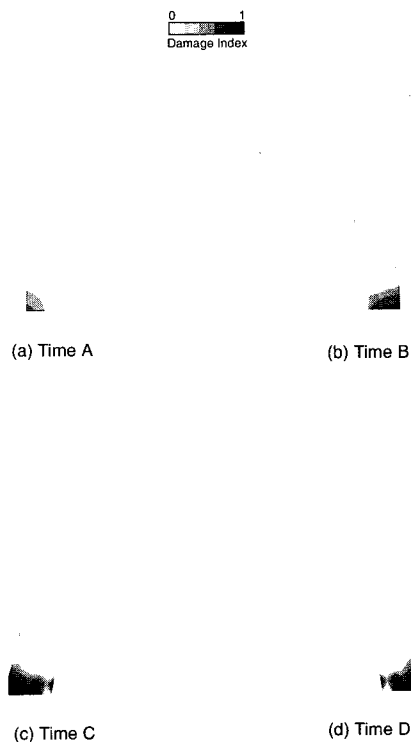 0 1
Damage Index
(a) Time A
(b) Time B
(c) Time C
(d) Time D